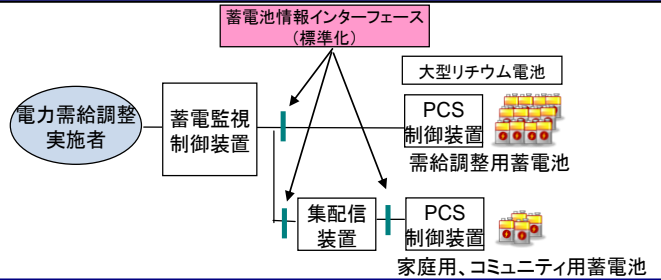 蓄電池情報インターフェース
(標準化)
大型リチウム電池
電力需給調整
実施者
蓄電監視
制御装置
PCS
制御装置
需給調整用蓄電池
集配信
装置
PCS
制御装置
家庭用、コミュニティ用蓄電池